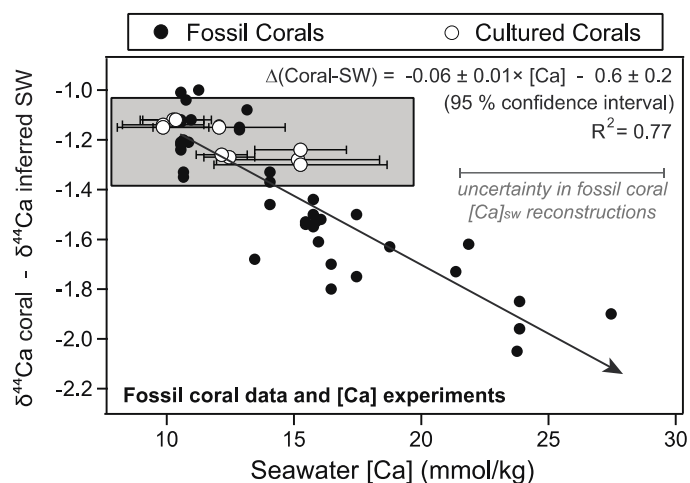 Fossil Corals Cultured Corals
Δ(Coral-SW) = -0.06 ± 0.01× [Ca] - 0.6 ± 0.2
(95 % confidence interval)
R² = 0.77
uncertainty in fossil coral
[Ca]sw reconstructions
Fossil coral data and [Ca] experiments
-1.0
-1.2
-1.4
-1.6
-1.8
-2.0
-2.2
δ⁴⁴Ca coral - δ⁴⁴Ca inferred SW
10 15 20 25 30
Seawater [Ca] (mmol/kg)